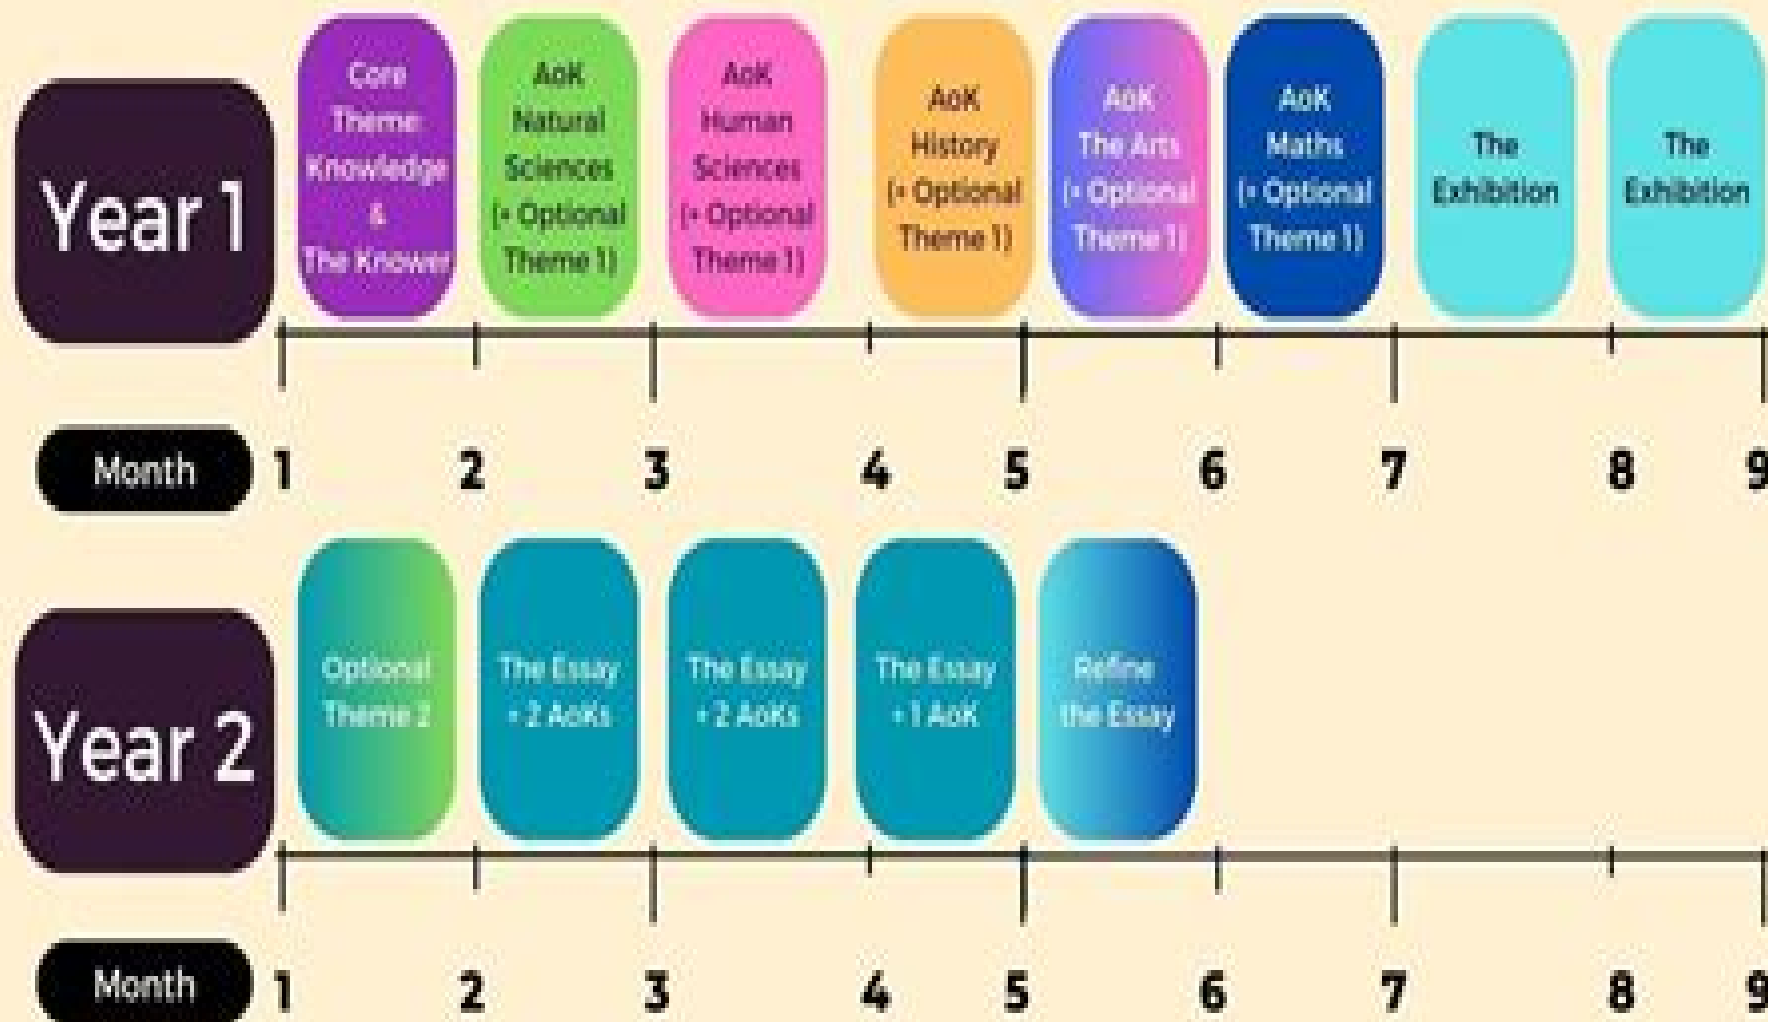 Year 1
Core
Theme:
Knowledge
&
The Knower
AoK
Natural
Sciences
(+ Optional
Theme 1)
AoK
Human
Sciences
(+ Optional
Theme 1)
AoK
History
(+ Optional
Theme 1)
AoK
The Arts
(+ Optional
Theme 1)
AoK
Maths
(+ Optional
Theme 1)
The
Exhibition
The
Exhibition
Month
1 2 3 4 5 6 7 8 9
Year 2
Optional
Theme 2
The Essay
+ 2 AoKs
The Essay
+ 2 AoKs
The Essay
+ 1 AoK
Refine
the Essay
Month
1 2 3 4 5 6 7 8 9